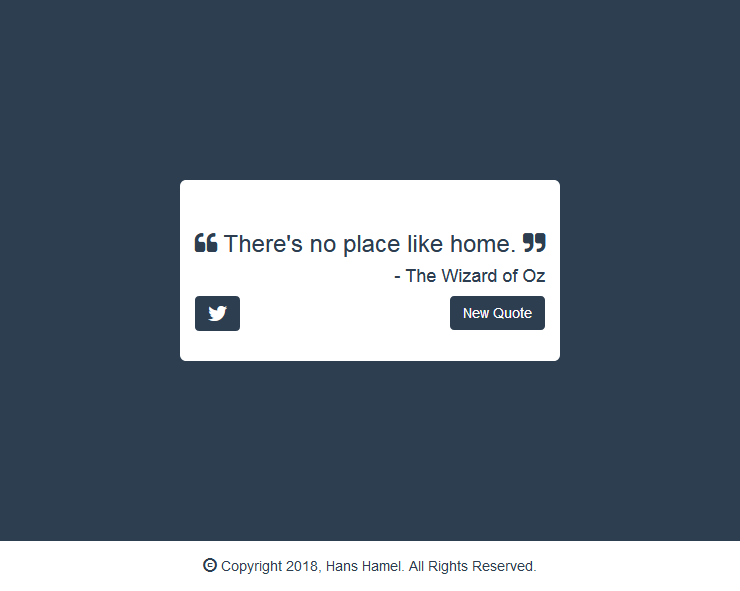 ❝ There's no place like home. ❞
- The Wizard of Oz
New Quote
© Copyright 2018, Hans Hamel. All Rights Reserved.